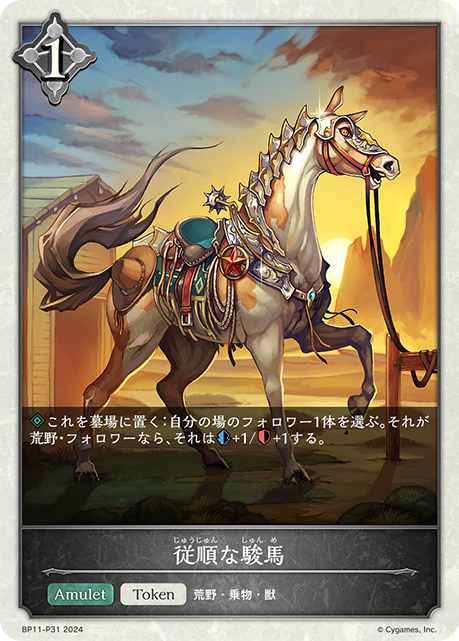 1
これを墓場に置く：自分の場のフォロワー1体を選ぶ。それが
荒野・フォロワーなら、それは+1/+1する。
じゅうじゅん しゅんめ
従順な駿馬
Amulet Token 荒野・乗物・獣
BP11-P31 2024 © Cygames, Inc.